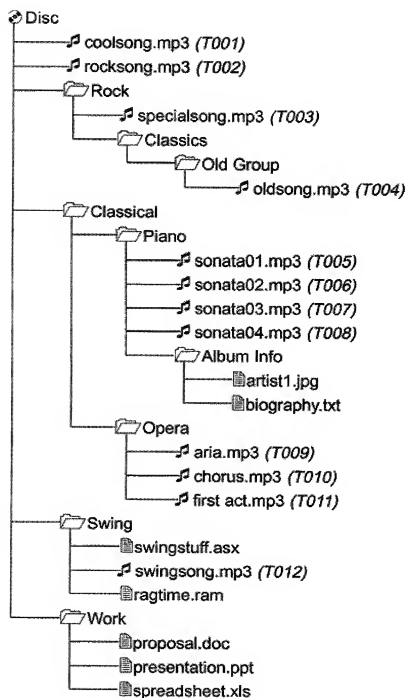 Disc
coolsong.mp3 (T001)
rocksong.mp3 (T002)
Rock
specialsong.mp3 (T003)
Classics
Old Group
oldsong.mp3 (T004)
Classical
Piano
sonata01.mp3 (T005)
sonata02.mp3 (T006)
sonata03.mp3 (T007)
sonata04.mp3 (T008)
Album Info
artist1.jpg
biography.txt
Opera
aria.mp3 (T009)
chorus.mp3 (T010)
first act.mp3 (T011)
Swing
swingstuff.asx
swingsong.mp3 (T012)
ragtime.ram
Work
proposal.doc
presentation.ppt
spreadsheet.xls